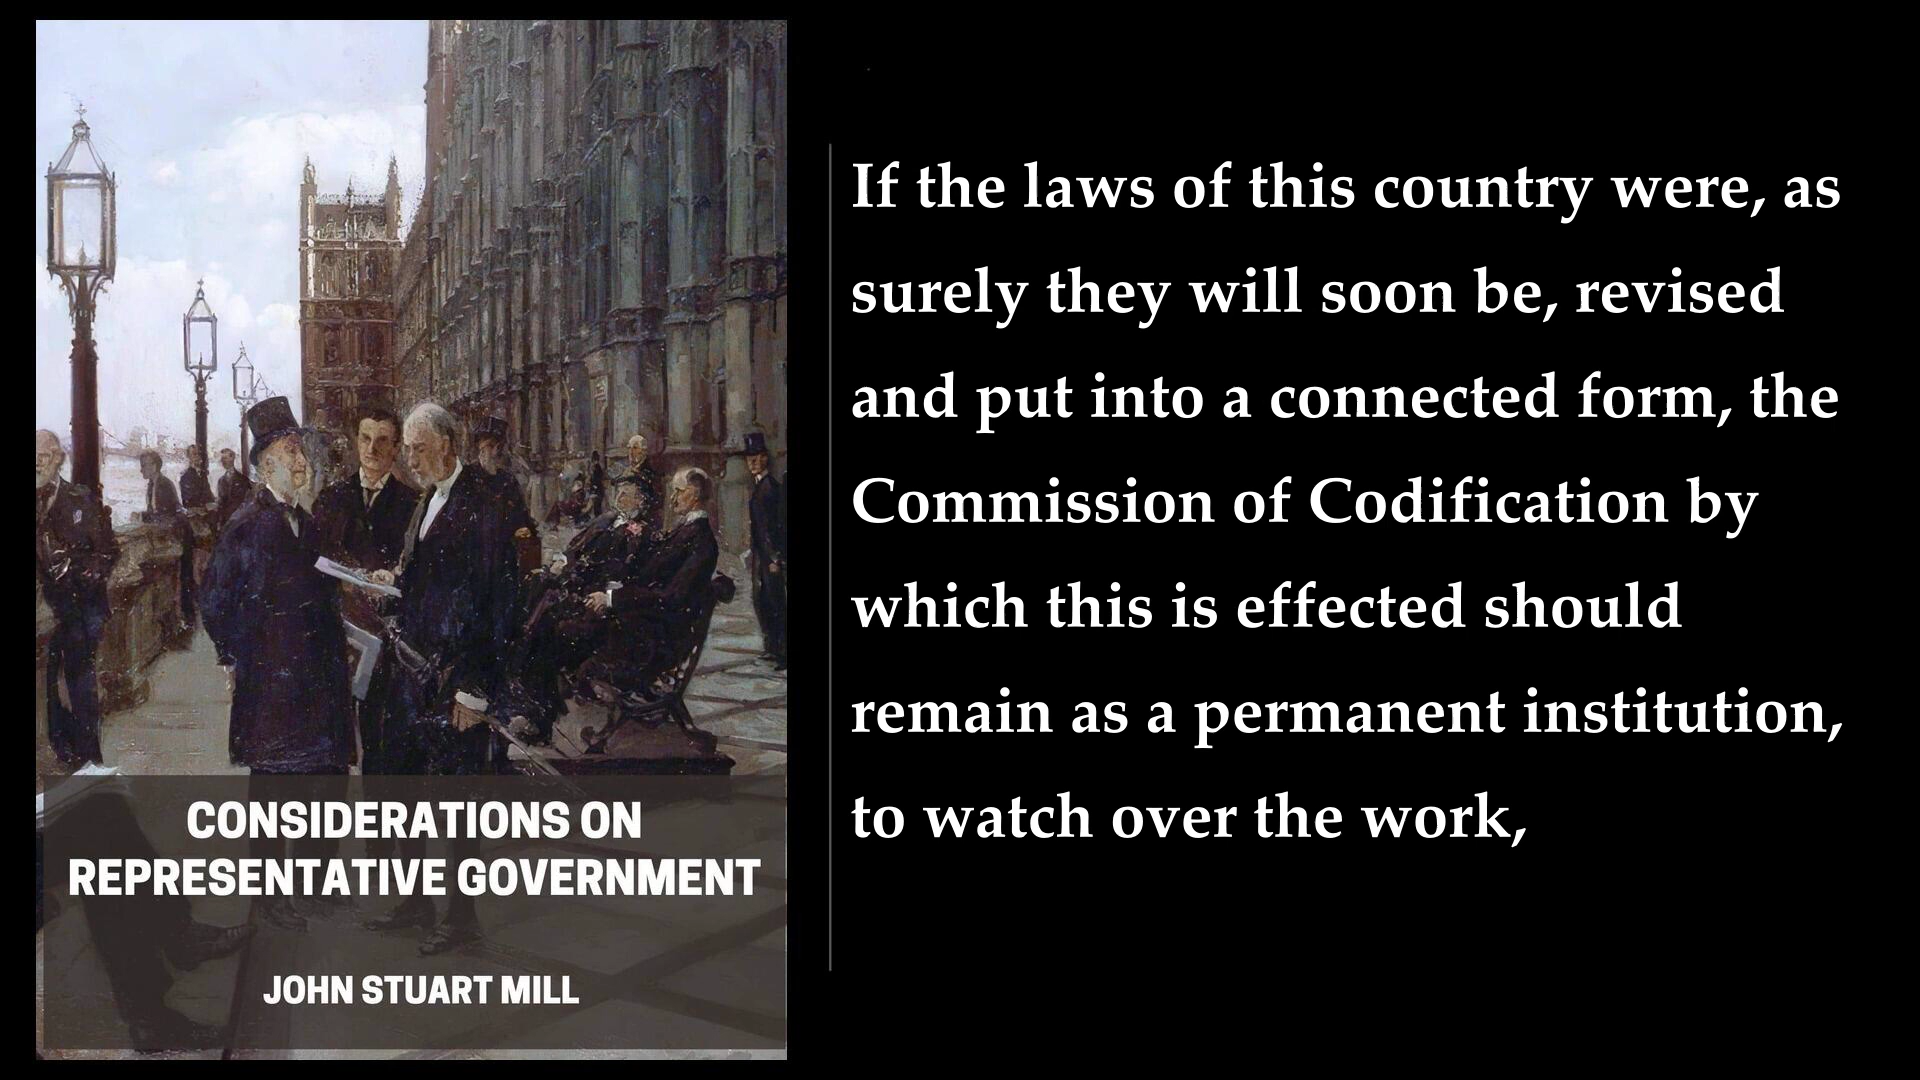 CONSIDERATIONS ON
REPRESENTATIVE GOVERNMENT
JOHN STUART MILL
If the laws of this country were, as
surely they will soon be, revised
and put into a connected form, the
Commission of Codification by
which this is effected should
remain as a permanent institution,
to watch over the work,